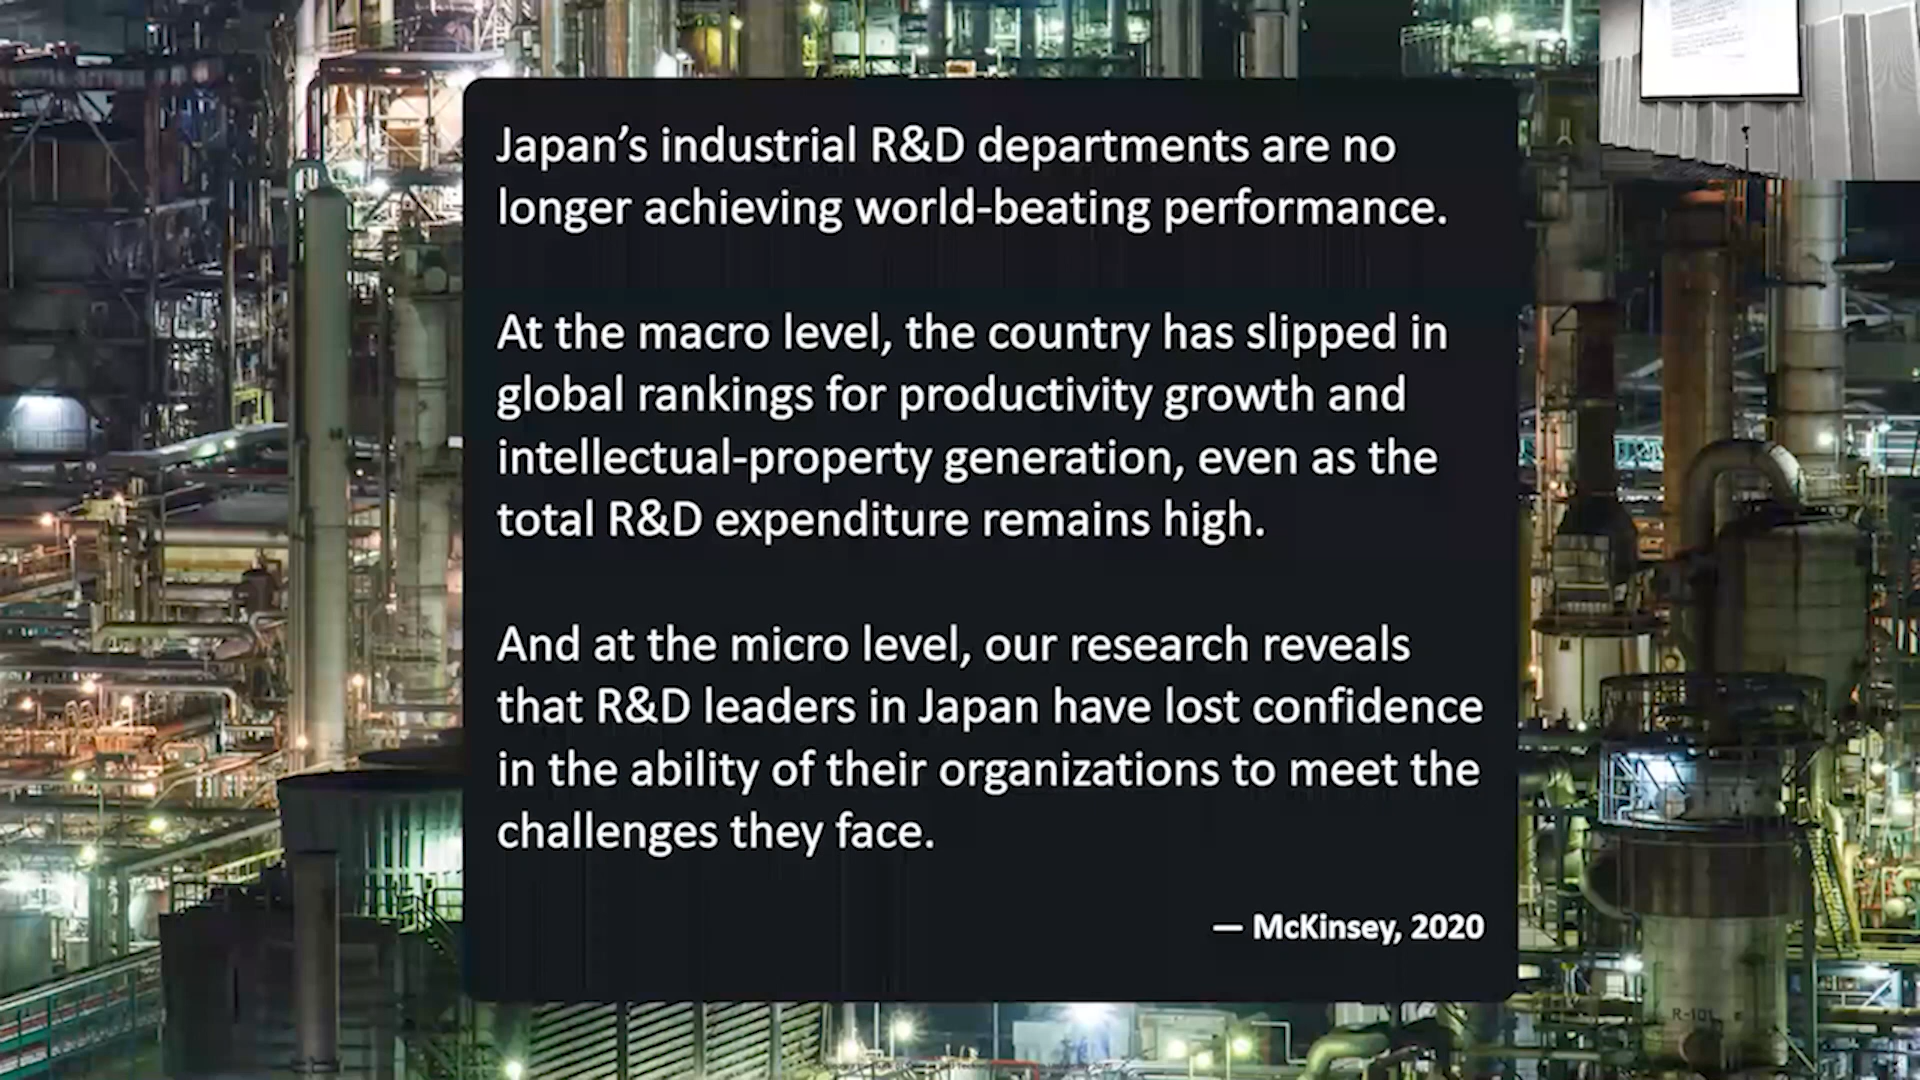 Japan’s industrial R&D departments are no
longer achieving world-beating performance.
At the macro level, the country has slipped in
global rankings for productivity growth and
intellectual-property generation, even as the
total R&D expenditure remains high.
And at the micro level, our research reveals
that R&D leaders in Japan have lost confidence
in the ability of their organizations to meet the
challenges they face.
— McKinsey, 2020
R-101